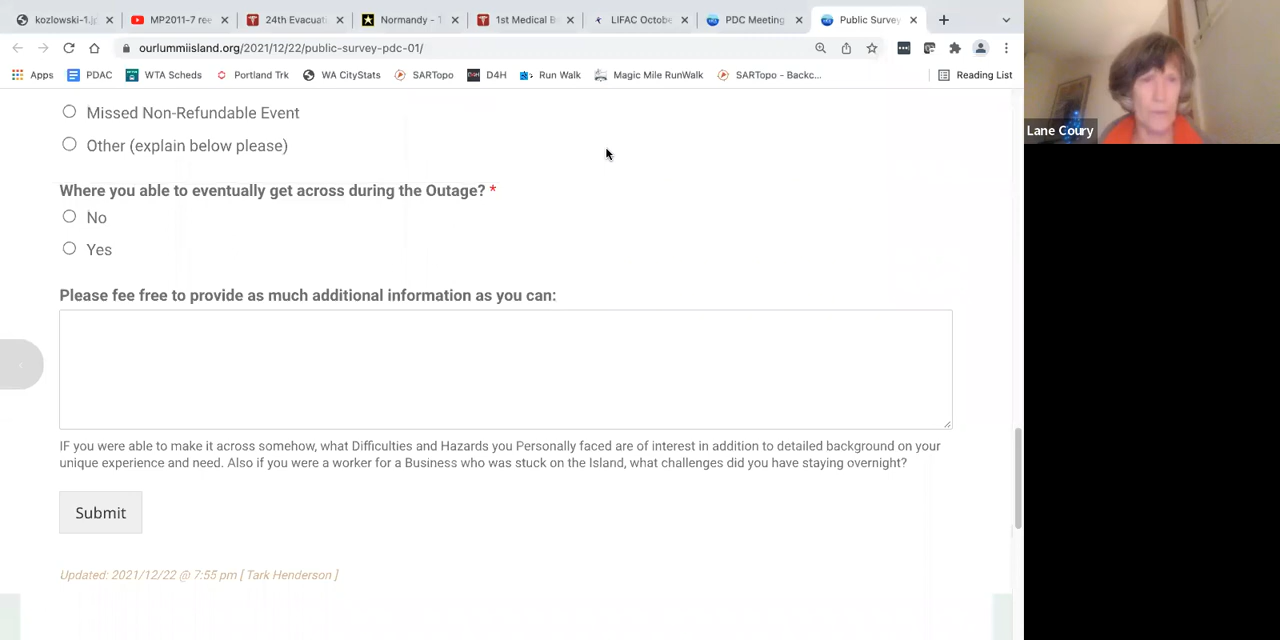 kozlowski-1.j
MP2011-7 ree
24th Evacuat
Normandy - T
1st Medical B
LIFAC Octobe
PDC Meeting
Public Survey
ourlummiisland.org/2021/12/22/public-survey-pdc-01/
Apps
PDAC
WTA Scheds
Portland Trk
WA CityStats
SARTopo
D4H
Run Walk
Magic Mile RunWalk
SARTopo - Backc...
Reading List
Missed Non-Refundable Event
Other (explain below please)
Where you able to eventually get across during the Outage? *
No
Yes
Please fee free to provide as much additional information as you can:
IF you were able to make it across somehow, what Difficulties and Hazards you Personally faced are of interest in addition to detailed background on your
unique experience and need. Also if you were a worker for a Business who was stuck on the Island, what challenges did you have staying overnight?
Submit
Updated: 2021/12/22 @ 7:55 pm [ Tark Henderson ]
Lane Coury